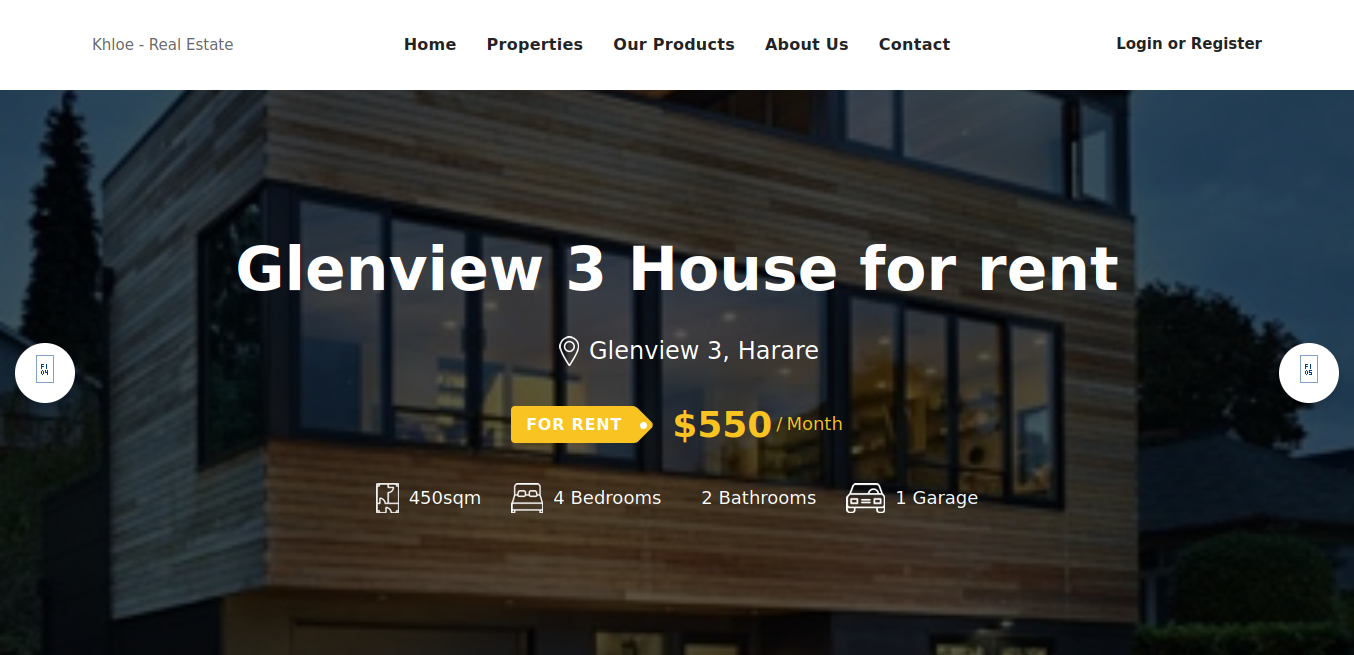 Khloe - Real Estate
Home Properties Our Products About Us Contact
Login or Register
Glenview 3 House for rent
Glenview 3, Harare
FOR RENT $550 / Month
450sqm 4 Bedrooms 2 Bathrooms 1 Garage